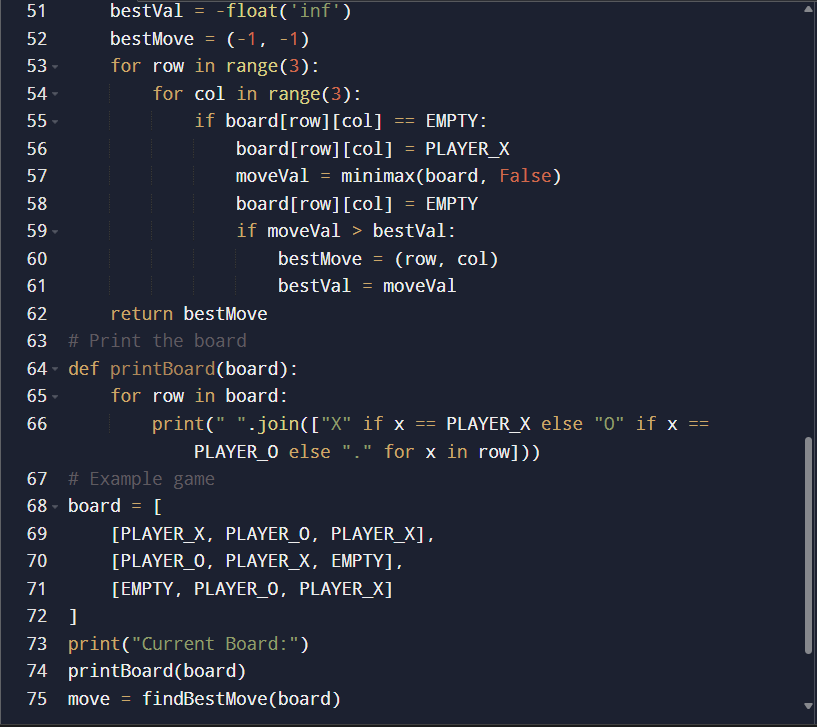 51 bestVal = -float('inf')
52 bestMove = (-1, -1)
53 for row in range(3):
54 for col in range(3):
55 if board[row][col] == EMPTY:
56 board[row][col] = PLAYER_X
57 moveVal = minimax(board, False)
58 board[row][col] = EMPTY
59 if moveVal > bestVal:
60 bestMove = (row, col)
61 bestVal = moveVal
62 return bestMove
63 # Print the board
64 def printBoard(board):
65 for row in board:
66 print(" ".join(["X" if x == PLAYER_X else "O" if x ==
PLAYER_O else "." for x in row]))
67 # Example game
68 board = [
69 [PLAYER_X, PLAYER_O, PLAYER_X],
70 [PLAYER_O, PLAYER_X, EMPTY],
71 [EMPTY, PLAYER_O, PLAYER_X]
72 ]
73 print("Current Board:")
74 printBoard(board)
75 move = findBestMove(board)